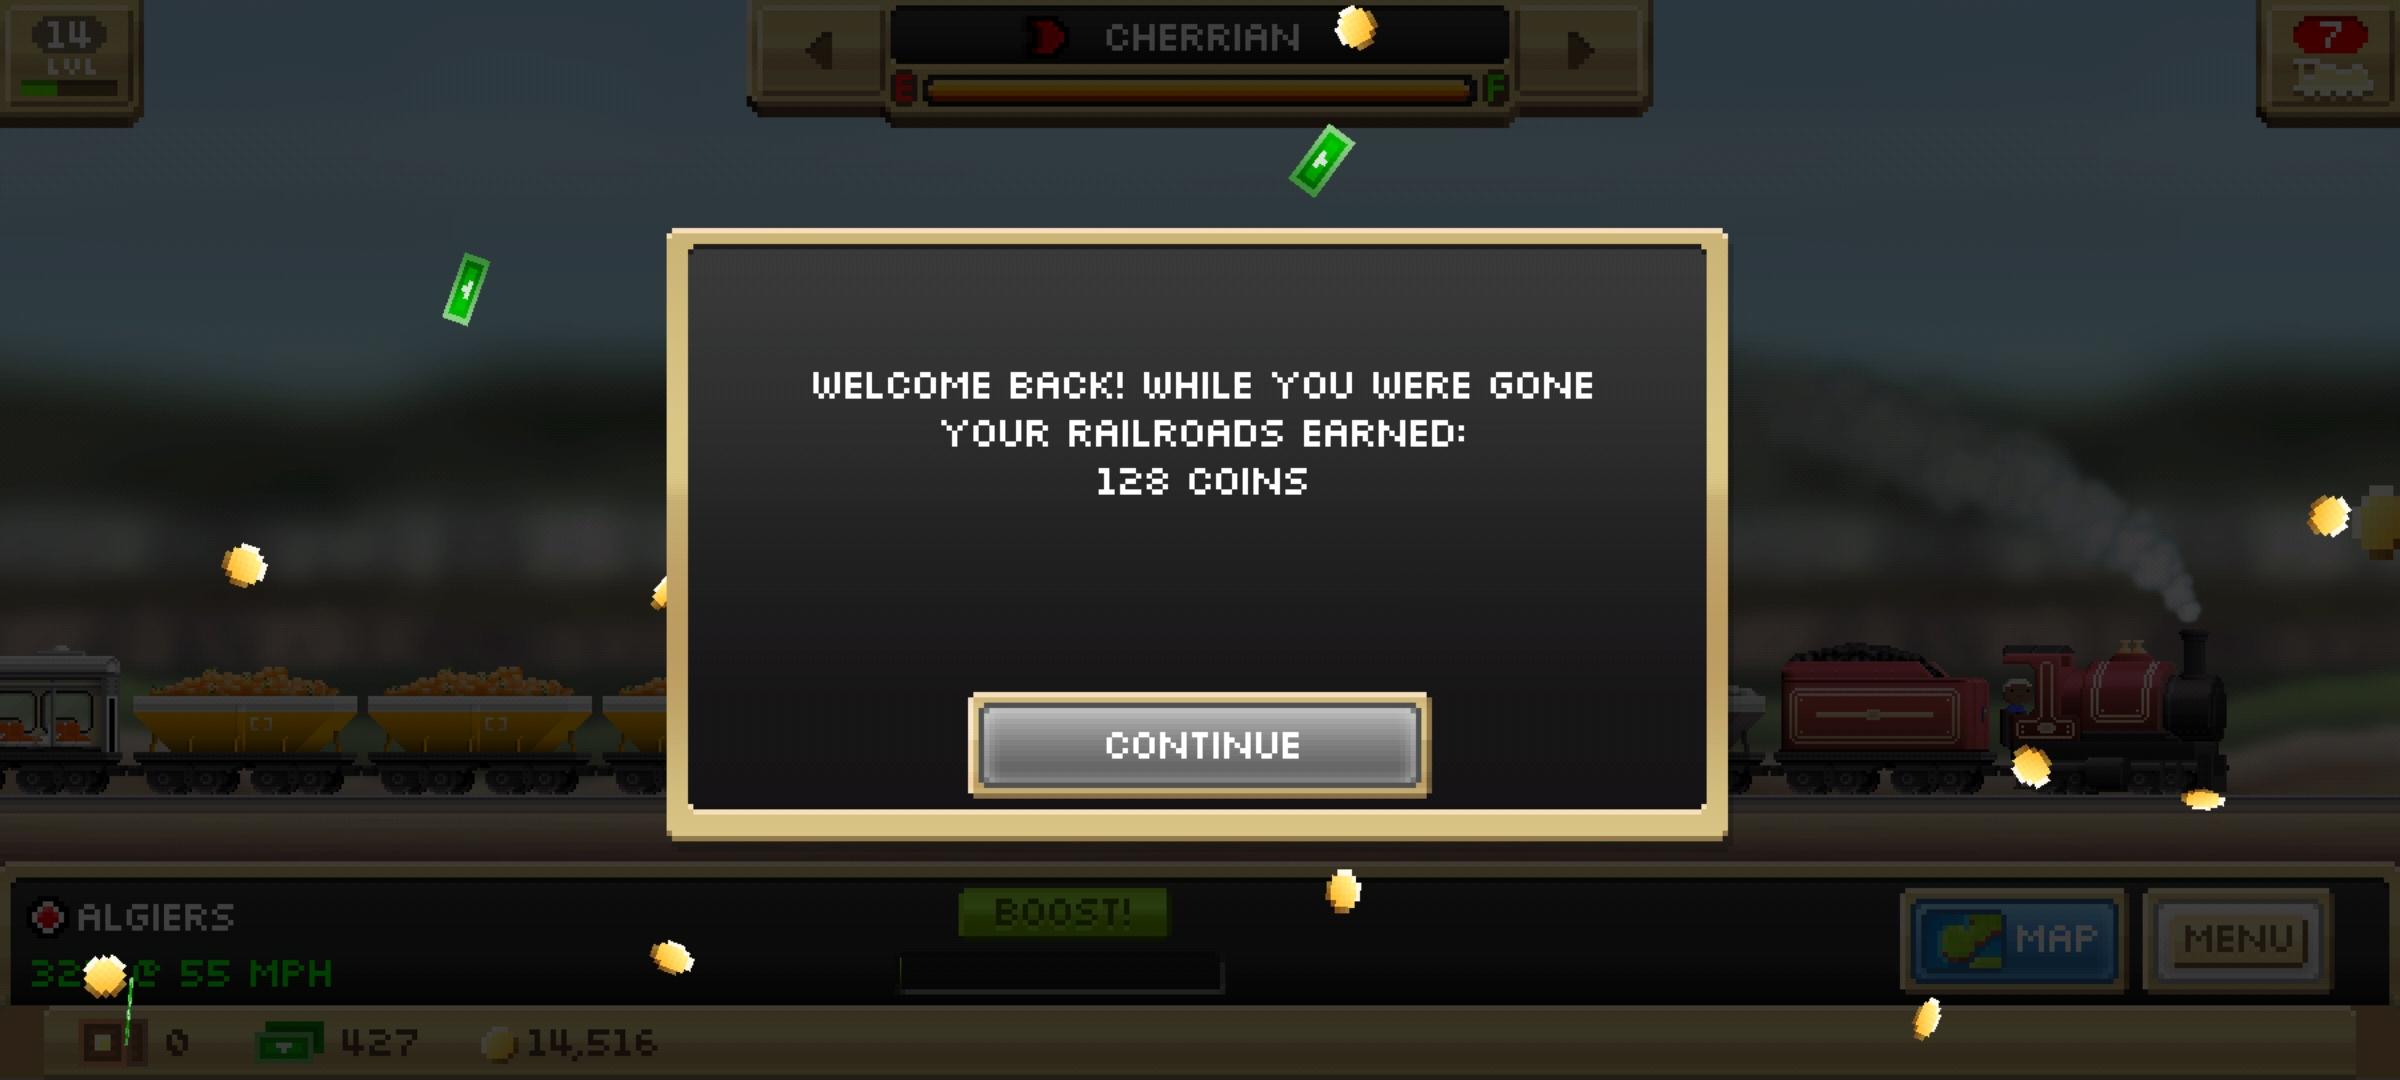 14
LVL
CHERRIAN
E F
7
WELCOME BACK! WHILE YOU WERE GONE
YOUR RAILROADS EARNED:
128 COINS
CONTINUE
ALGIERS
BOOST!
55 MPH
MAP
MENU
0
427
14,516